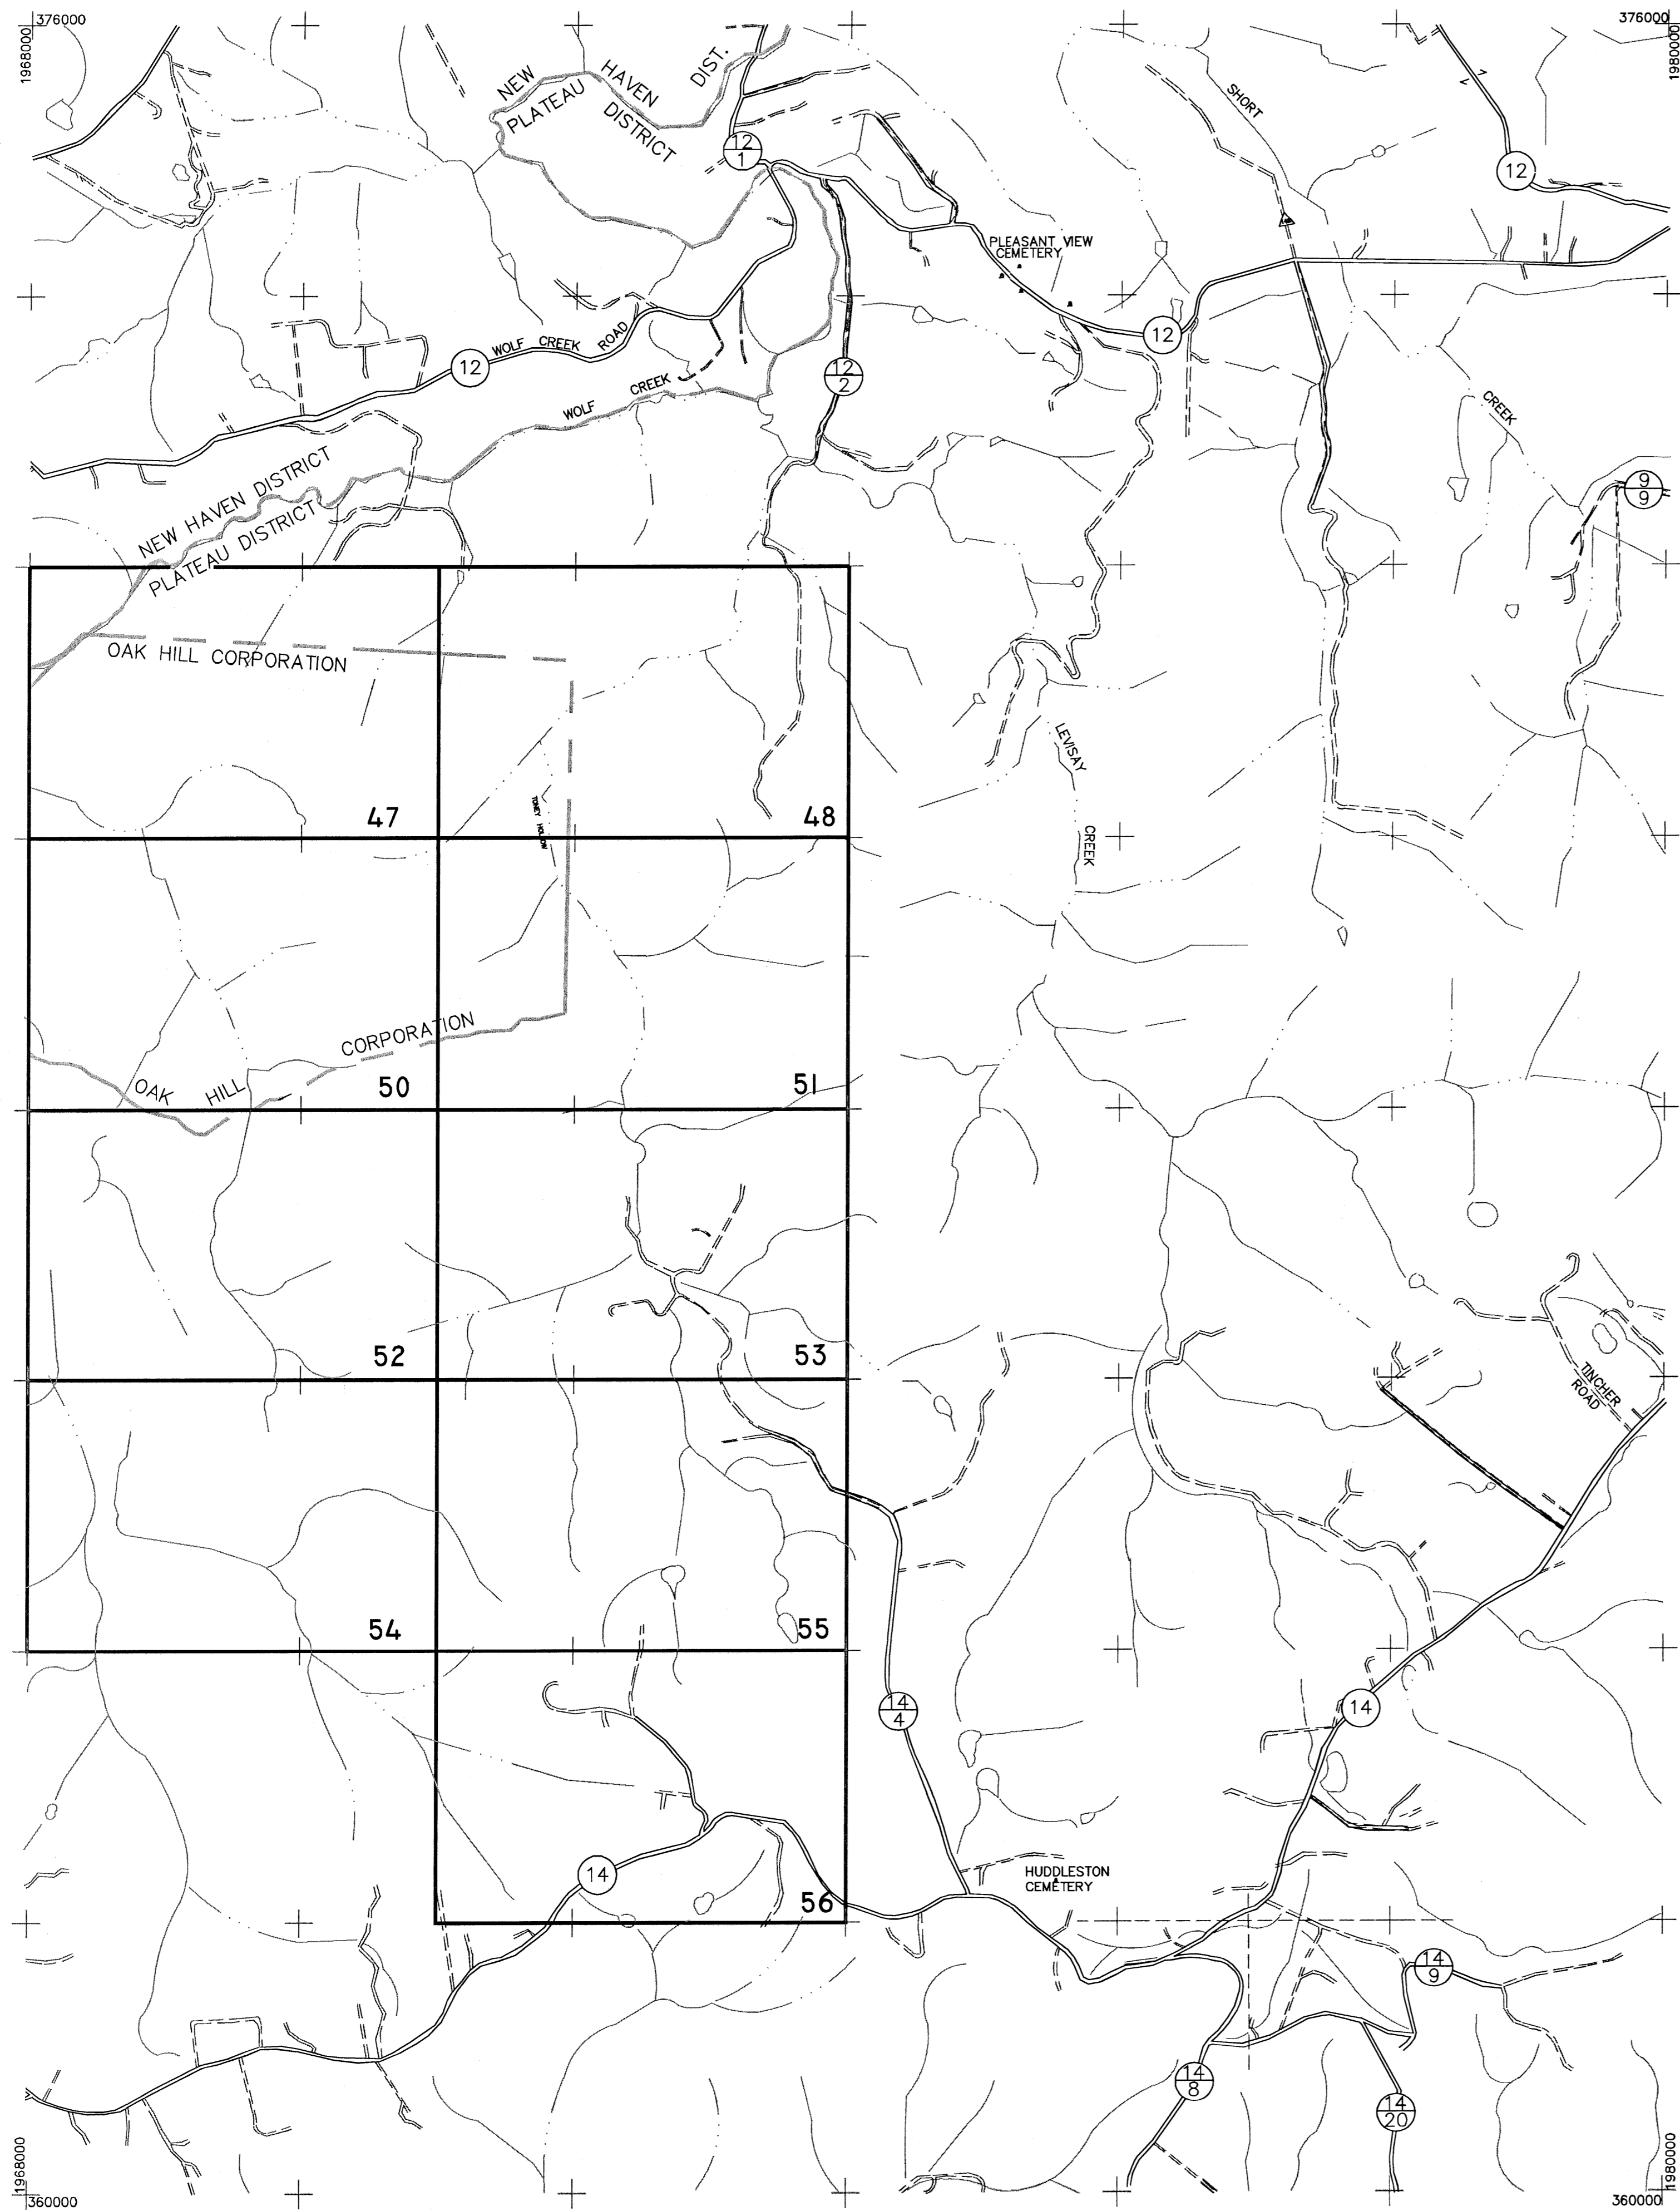 376000
376000
1968000
1980000
NEW HAVEN DIST.
PLATEAU DISTRICT
12
1
SHORT
12
PLEASANT VIEW
CEMETERY
12
12
WOLF CREEK ROAD
12
2
WOLF CREEK
CREEK
NEW HAVEN DISTRICT
PLATEAU DISTRICT
9
9
OAK HILL CORPORATION
LEVISAY
CREEK
TONEY HOLLOW
47
48
OAK HILL CORPORATION
50
51
52
53
TINCHER
ROAD
54
55
14
4
14
14
HUDDLESTON
CEMETERY
56
14
9
14
8
14
20
1968000
1980000
360000
360000